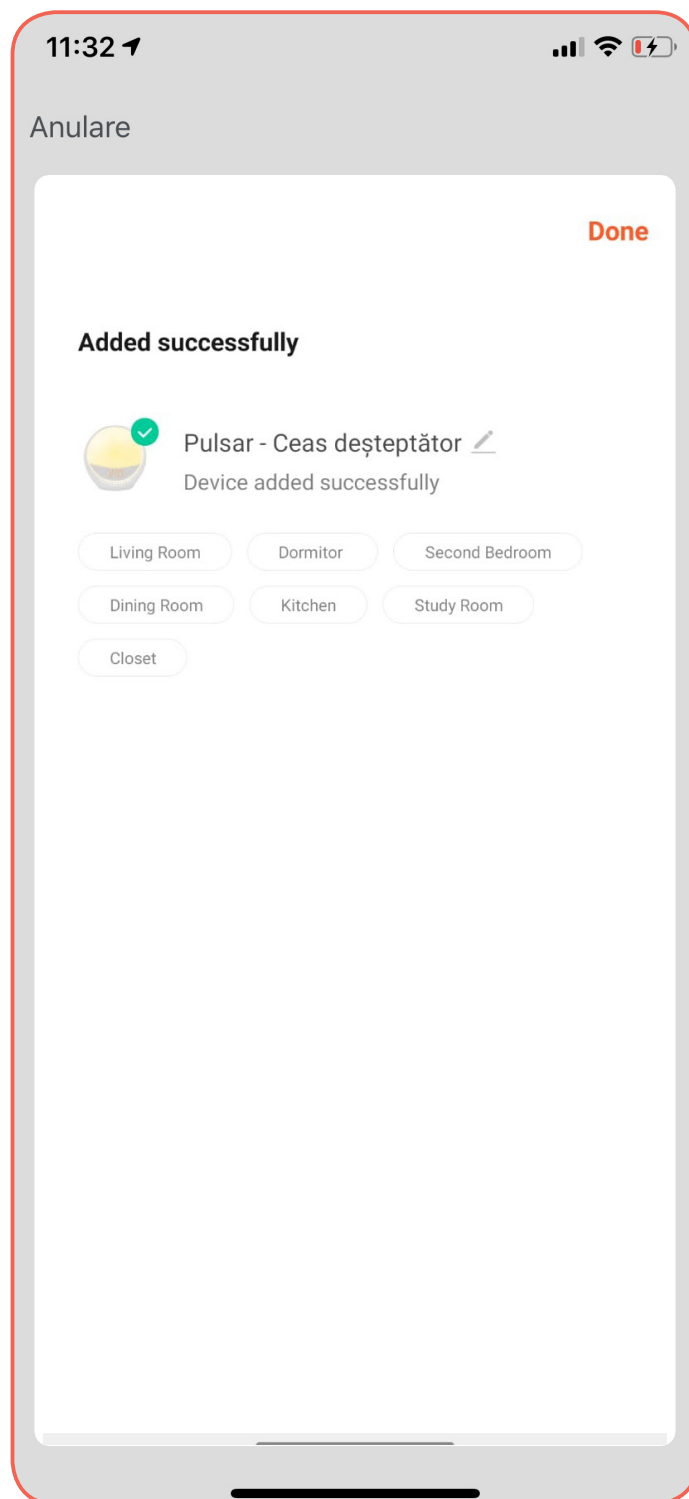 11:32
Anulare
Done
Added successfully
Pulsar - Ceas deșteptător
Device added successfully
Living Room Dormitor Second Bedroom
Dining Room Kitchen Study Room
Closet